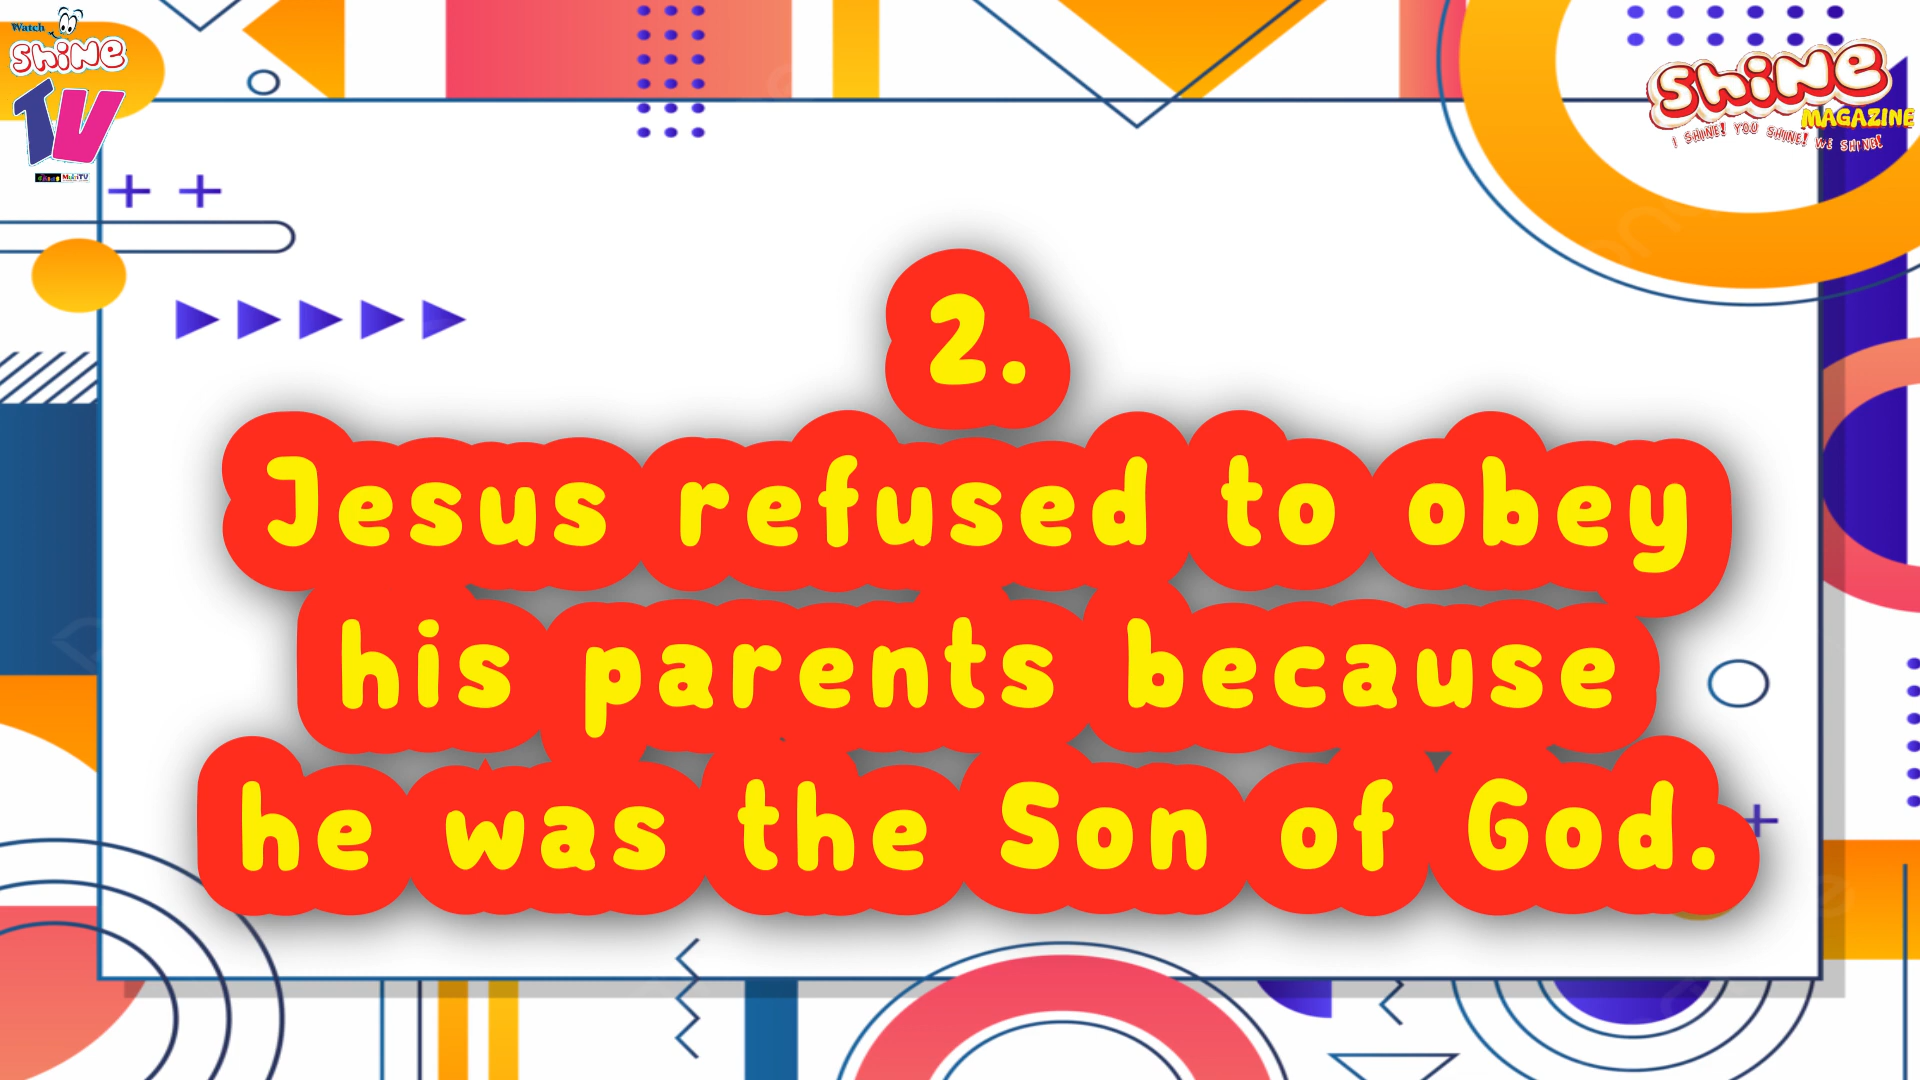 Watch
Shine
TV
Shine
MAGAZINE
I SHINE! YOU SHINE! WE SHINE!
2.
Jesus refused to obey
his parents because
he was the Son of God.